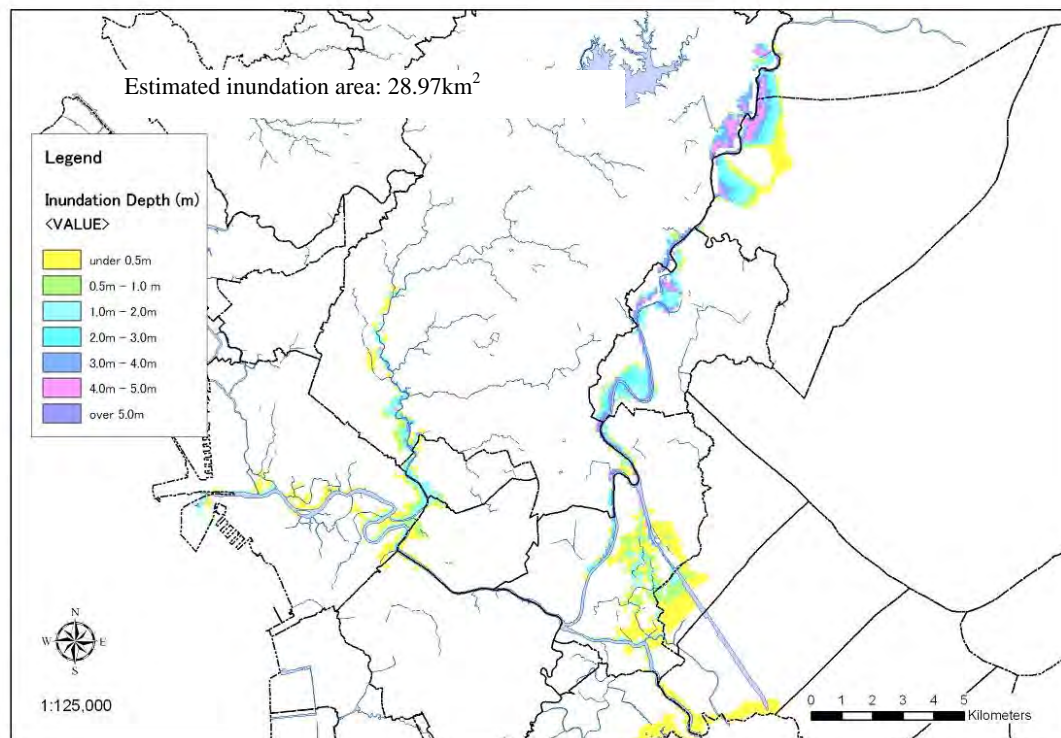 Estimated inundation area: 28.97km²
Legend
Inundation Depth (m)
<VALUE>
under 0.5m
0.5m - 1.0 m
1.0m - 2.0m
2.0m - 3.0m
3.0m - 4.0m
4.0m - 5.0m
over 5.0m
N
W E
S
1:125,000
0 1 2 3 4 5
Kilometers